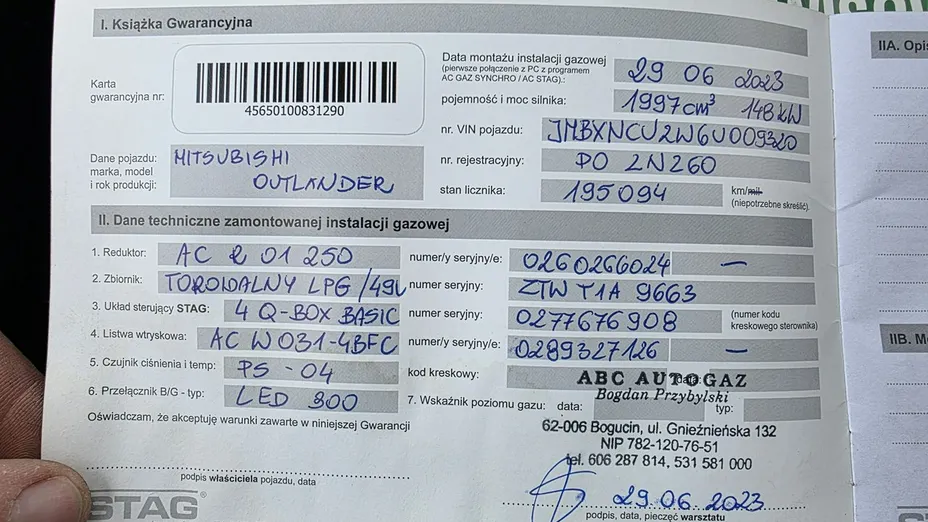 I. Książka Gwarancyjna
Karta
gwarancyjna nr:
45650100831290
Data montażu instalacji gazowej
(pierwsze połączenie z PC z programem
AC GAZ SYNCHRO / AC STAG).:
29 06 2023
pojemność i moc silnika: 1997cm³ 148 kW
nr. VIN pojazdu: JMBXNCU2W6U009320
Dane pojazdu:
marka, model
i rok produkcji:
MITSUBISHI
OUTLANDER
nr. rejestracyjny: PO 2N260
stan licznika: 195094 km/mil
(niepotrzebne skreślić).
II. Dane techniczne zamontowanej instalacji gazowej
1. Reduktor: AC R 01 250 numer/y seryjny/e: 0260266024 –
2. Zbiornik: TOROIDALNY LPG /49L numer seryjny: ZTW Y1A 9663
3. Układ sterujący STAG: 4 Q-BOX BASIC numer seryjny: 0277676908 (numer kodu
kreskowego sterownika)
4. Listwa wtryskowa: AC W 031-4BFC numer/y seryjny/e: 0289327126 –
5. Czujnik ciśnienia i temp: PS - 04 kod kreskowy: data:
6. Przełącznik B/G - typ: LED 300 7. Wskaźnik poziomu gazu: data: typ:
ABC AUTOGAZ
Bogdan Przybylski
62-006 Bogucin, ul. Gnieźnieńska 132
NIP 782-120-76-51
tel. 606 287 814, 531 581 000
Oświadczam, że akceptuję warunki zawarte w niniejszej Gwarancji
podpis właściciela pojazdu, data
29.06.2023
podpis, data, pieczęć warsztatu
STAG®
IIA. Opis
IIB. Mo